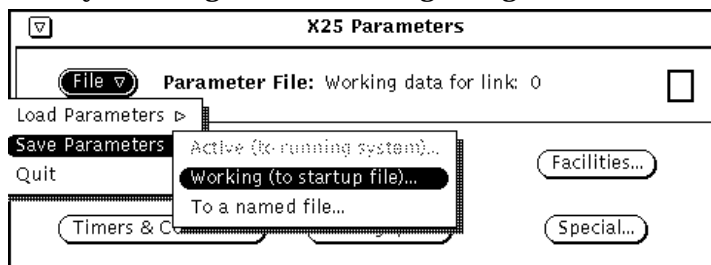 X25 Parameters
File Parameter File: Working data for link: 0
Load Parameters
Save Parameters
Active (to running system)...
Working (to startup file)...
To a named file...
Quit
Facilities...
Timers &
Special...